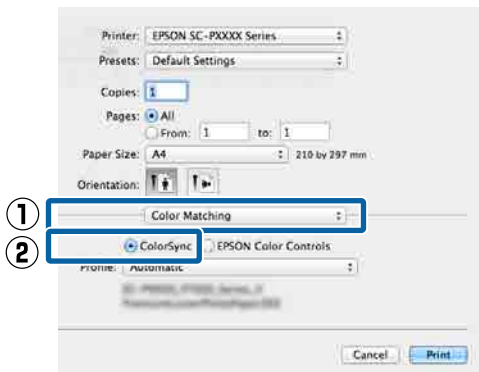 Printer: EPSON SC-PXXXX Series
Presets: Default Settings
Copies: 1
Pages: All
From: 1 to: 1
Paper Size: A4 210 by 297 mm
Orientation:
1 Color Matching
2 ColorSync EPSON Color Controls
Profile: Automatic
Cancel Print